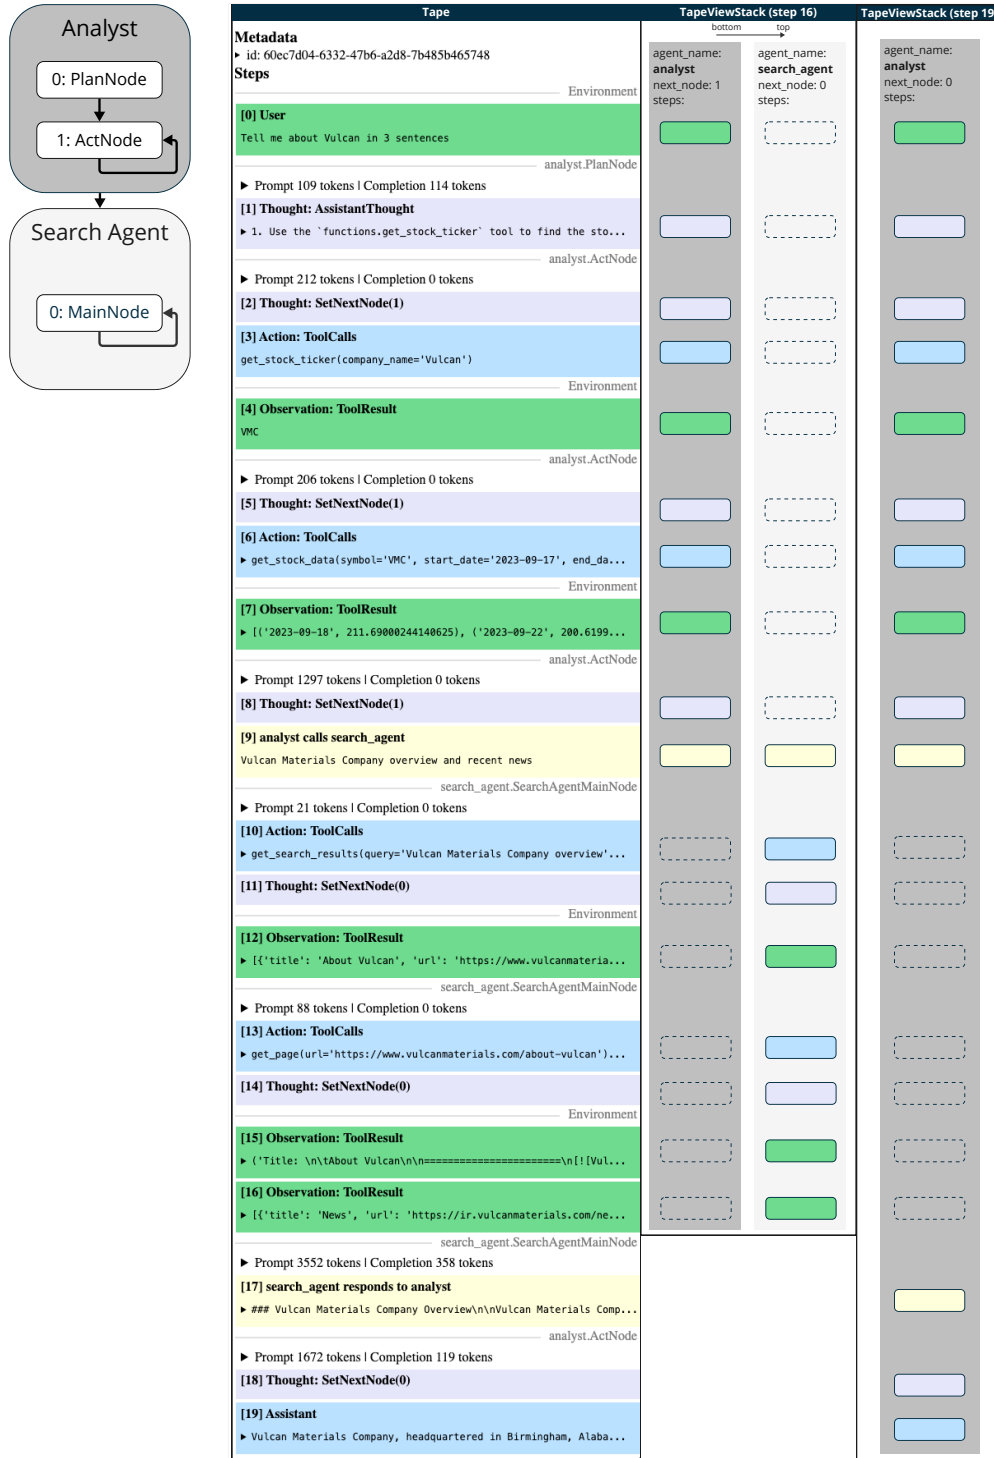 Analyst
0: PlanNode
1: ActNode
Search Agent
0: MainNode
Tape
Metadata
▸ id: 60ec7d04-6332-47b6-a2d8-7b485b465748
Steps
Environment
[0] User
Tell me about Vulcan in 3 sentences
analyst.PlanNode
▶ Prompt 109 tokens | Completion 114 tokens
[1] Thought: AssistantThought
▸ 1. Use the `functions.get_stock_ticker` tool to find the sto...
analyst.ActNode
▶ Prompt 212 tokens | Completion 0 tokens
[2] Thought: SetNextNode(1)
[3] Action: ToolCalls
get_stock_ticker(company_name='Vulcan')
Environment
[4] Observation: ToolResult
VMC
analyst.ActNode
▶ Prompt 206 tokens | Completion 0 tokens
[5] Thought: SetNextNode(1)
[6] Action: ToolCalls
▸ get_stock_data(symbol='VMC', start_date='2023-09-17', end_da...
Environment
[7] Observation: ToolResult
▸ [('2023-09-18', 211.69000244140625), ('2023-09-22', 200.6199...
analyst.ActNode
▶ Prompt 1297 tokens | Completion 0 tokens
[8] Thought: SetNextNode(1)
[9] analyst calls search_agent
Vulcan Materials Company overview and recent news
search_agent.SearchAgentMainNode
▶ Prompt 21 tokens | Completion 0 tokens
[10] Action: ToolCalls
▸ get_search_results(query='Vulcan Materials Company overview'...
[11] Thought: SetNextNode(0)
Environment
[12] Observation: ToolResult
▸ [{'title': 'About Vulcan', 'url': 'https://www.vulcanmateria...
search_agent.SearchAgentMainNode
▶ Prompt 88 tokens | Completion 0 tokens
[13] Action: ToolCalls
▸ get_page(url='https://www.vulcanmaterials.com/about-vulcan')...
[14] Thought: SetNextNode(0)
Environment
[15] Observation: ToolResult
▸ ('Title: \n\tAbout Vulcan\n\n=======================\n[![Vul...
[16] Observation: ToolResult
▸ [{'title': 'News', 'url': 'https://ir.vulcanmaterials.com/ne...
search_agent.SearchAgentMainNode
▶ Prompt 3552 tokens | Completion 358 tokens
[17] search_agent responds to analyst
▸ ### Vulcan Materials Company Overview\n\nVulcan Materials Comp...
analyst.ActNode
▶ Prompt 1672 tokens | Completion 119 tokens
[18] Thought: SetNextNode(0)
[19] Assistant
▸ Vulcan Materials Company, headquartered in Birmingham, Alaba...
TapeViewStack (step 16)
bottom top
agent_name:
analyst
next_node: 1
steps:
agent_name:
search_agent
next_node: 0
steps:
TapeViewStack (step 19
agent_name:
analyst
next_node: 0
steps: